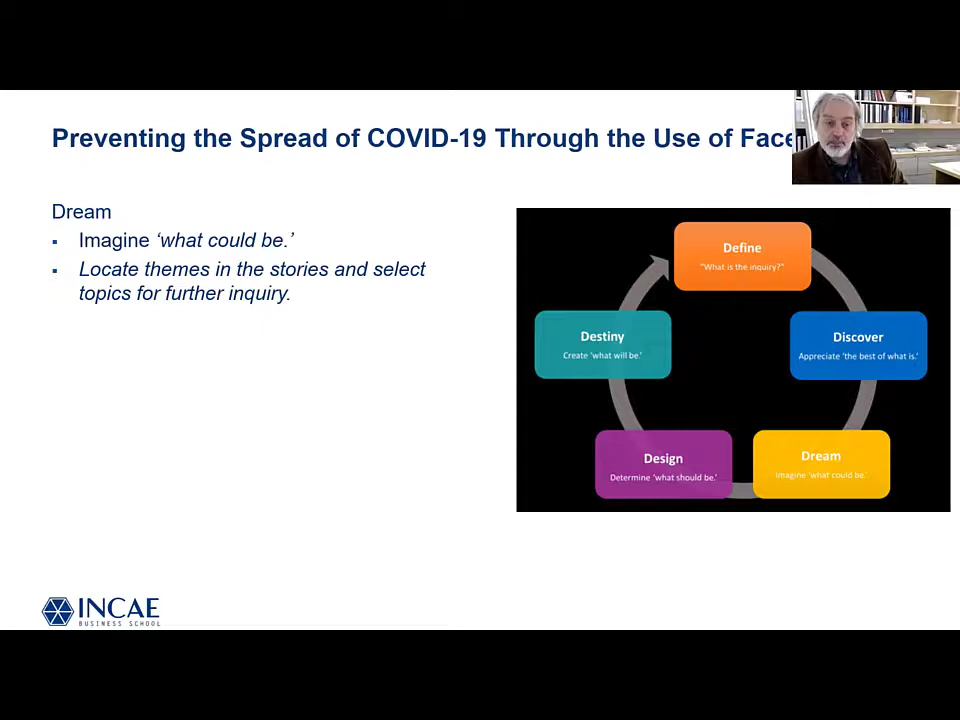 Preventing the Spread of COVID-19 Through the Use of Face
Dream
▪ Imagine ‘what could be.’
▪ Locate themes in the stories and select
topics for further inquiry.
Define
"What is the inquiry?"
Destiny
Create ‘what will be.’
Discover
Appreciate ‘the best of what is.’
Design
Determine ‘what should be.’
Dream
Imagine ‘what could be.’
INCAE
BUSINESS SCHOOL